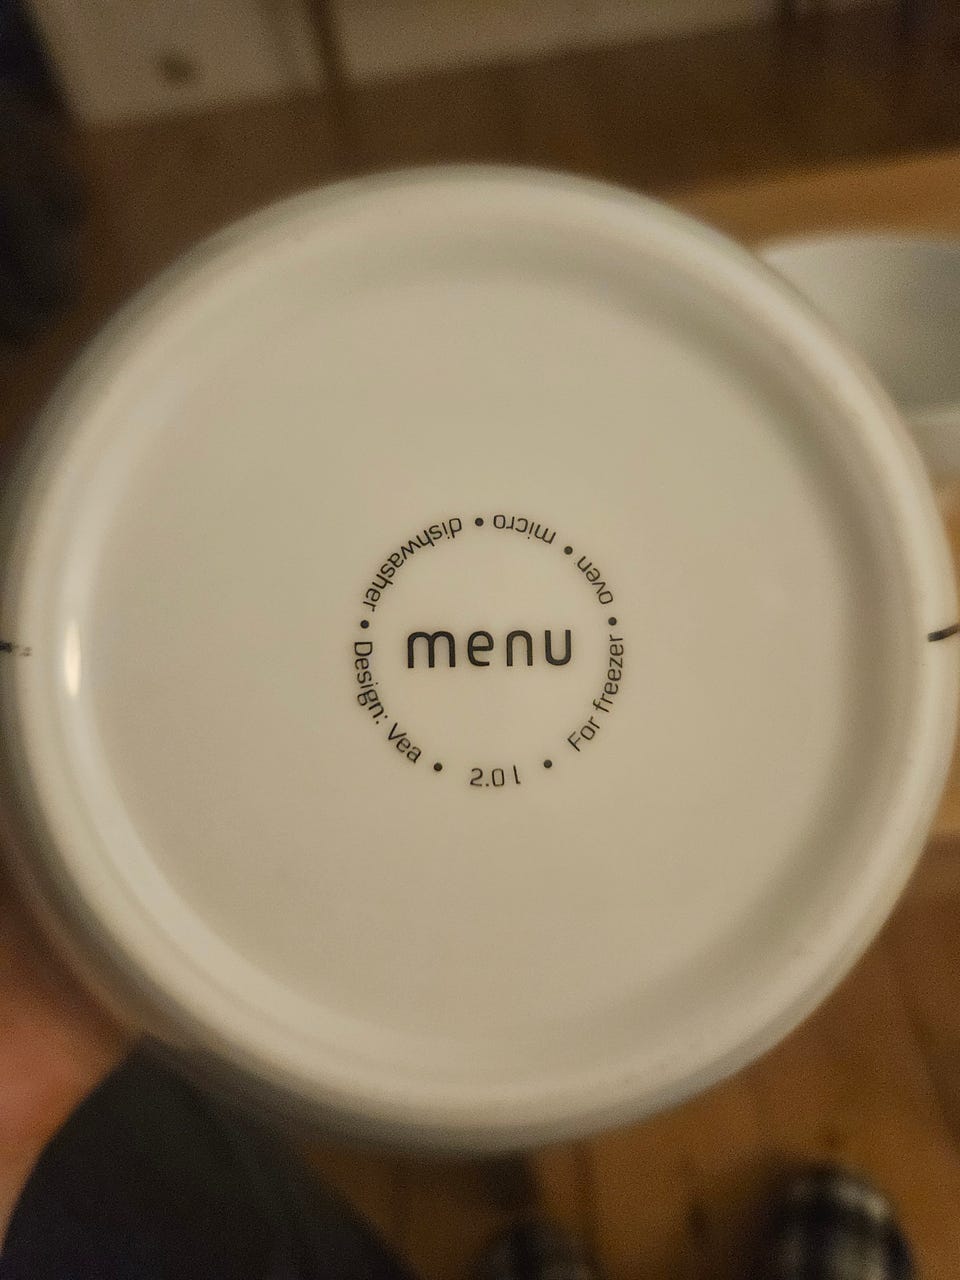 menu
Design: Vea • 2.0 l • For freezer • oven • micro • dishwasher •